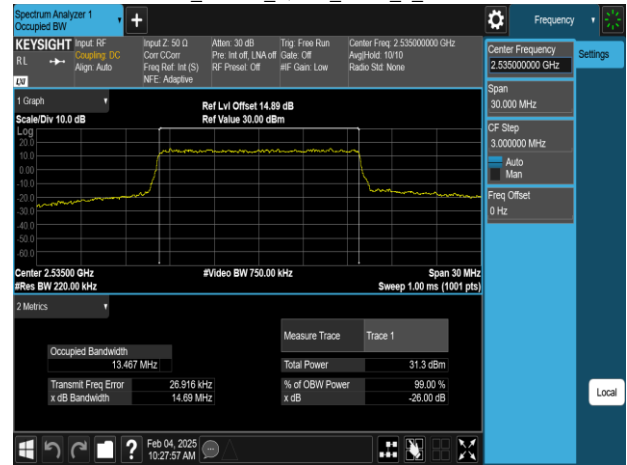 Spectrum Analyzer 1
Occupied BW
Frequency
KEYSIGHT
RL
LXI
Input: RF
Coupling: DC
Align: Auto
Input Z: 50 Ω
Corr CCorr
Freq Ref: Int (S)
NFE: Adaptive
Atten: 30 dB
Pre: Int off, LNA off
RF Presel: Off
Trig: Free Run
Gate: Off
#IF Gain: Low
Center Freq: 2.535000000 GHz
Avg|Hold: 10/10
Radio Std: None
Center Frequency
2.535000000 GHz
Settings
Span
30.000 MHz
CF Step
3.000000 MHz
Auto
Man
Freq Offset
0 Hz
1 Graph
Scale/Div 10.0 dB
Ref Lvl Offset 14.89 dB
Ref Value 30.00 dBm
Log
20.0
10.0
0.00
-10.0
-20.0
-30.0
-40.0
-50.0
-60.0
Center 2.53500 GHz
#Video BW 750.00 kHz
Span 30 MHz
#Res BW 220.00 kHz
Sweep 1.00 ms (1001 pts)
2 Metrics
Measure Trace
Trace 1
Occupied Bandwidth
13.467 MHz
Total Power
31.3 dBm
Transmit Freq Error
26.916 kHz
% of OBW Power
99.00 %
x dB Bandwidth
14.69 MHz
x dB
-26.00 dB
Local
?
Feb 04, 2025
10:27:57 AM